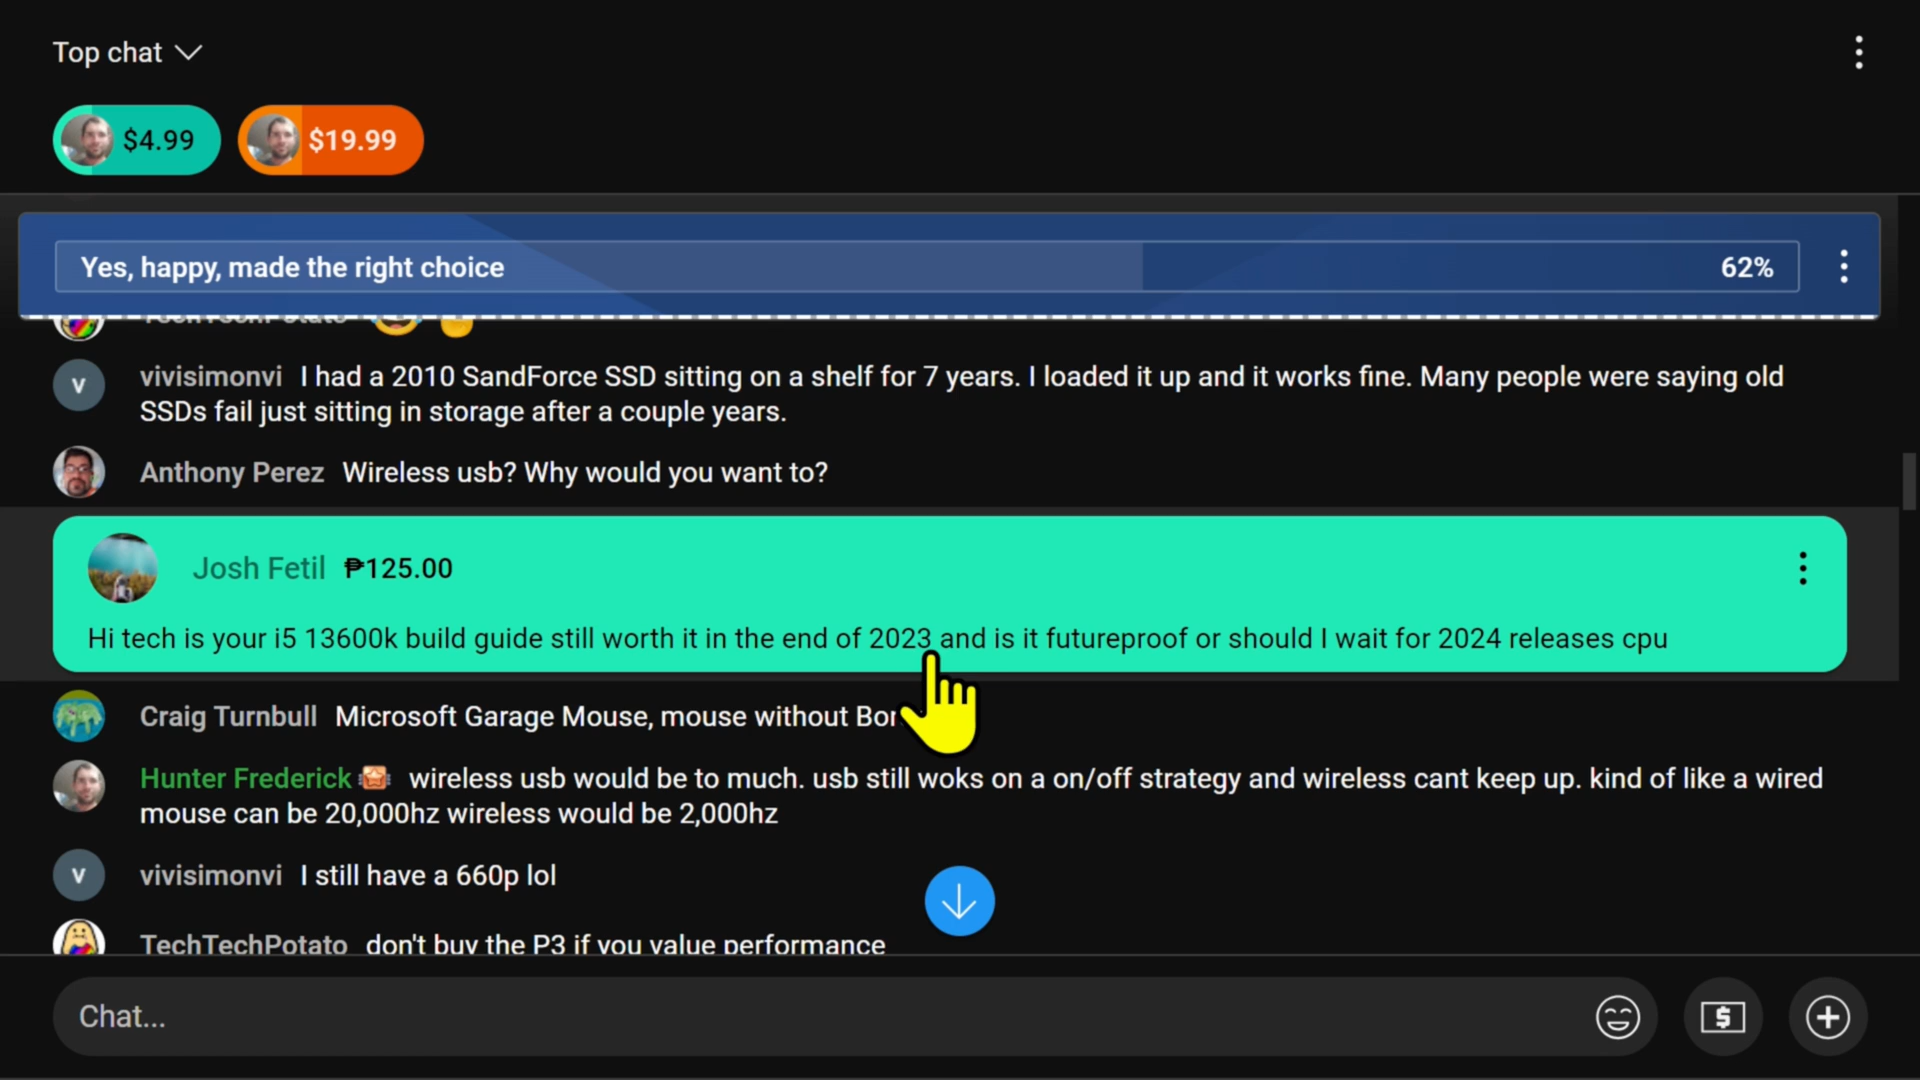 Top chat
$4.99 $19.99
Yes, happy, made the right choice 62%
TechTechPotato
V vivisimonvi I had a 2010 SandForce SSD sitting on a shelf for 7 years. I loaded it up and it works fine. Many people were saying old
SSDs fail just sitting in storage after a couple years.
Anthony Perez Wireless usb? Why would you want to?
Josh Fetil ₱125.00
Hi tech is your i5 13600k build guide still worth it in the end of 2023 and is it futureproof or should I wait for 2024 releases cpu
Craig Turnbull Microsoft Garage Mouse, mouse without
Hunter Frederick wireless usb would be to much. usb still woks on a on/off strategy and wireless cant keep up. kind of like a wired
mouse can be 20,000hz wireless would be 2,000hz
V vivisimonvi I still have a 660p lol
TechTechPotato don't buy the P3 if you value performance
Chat...